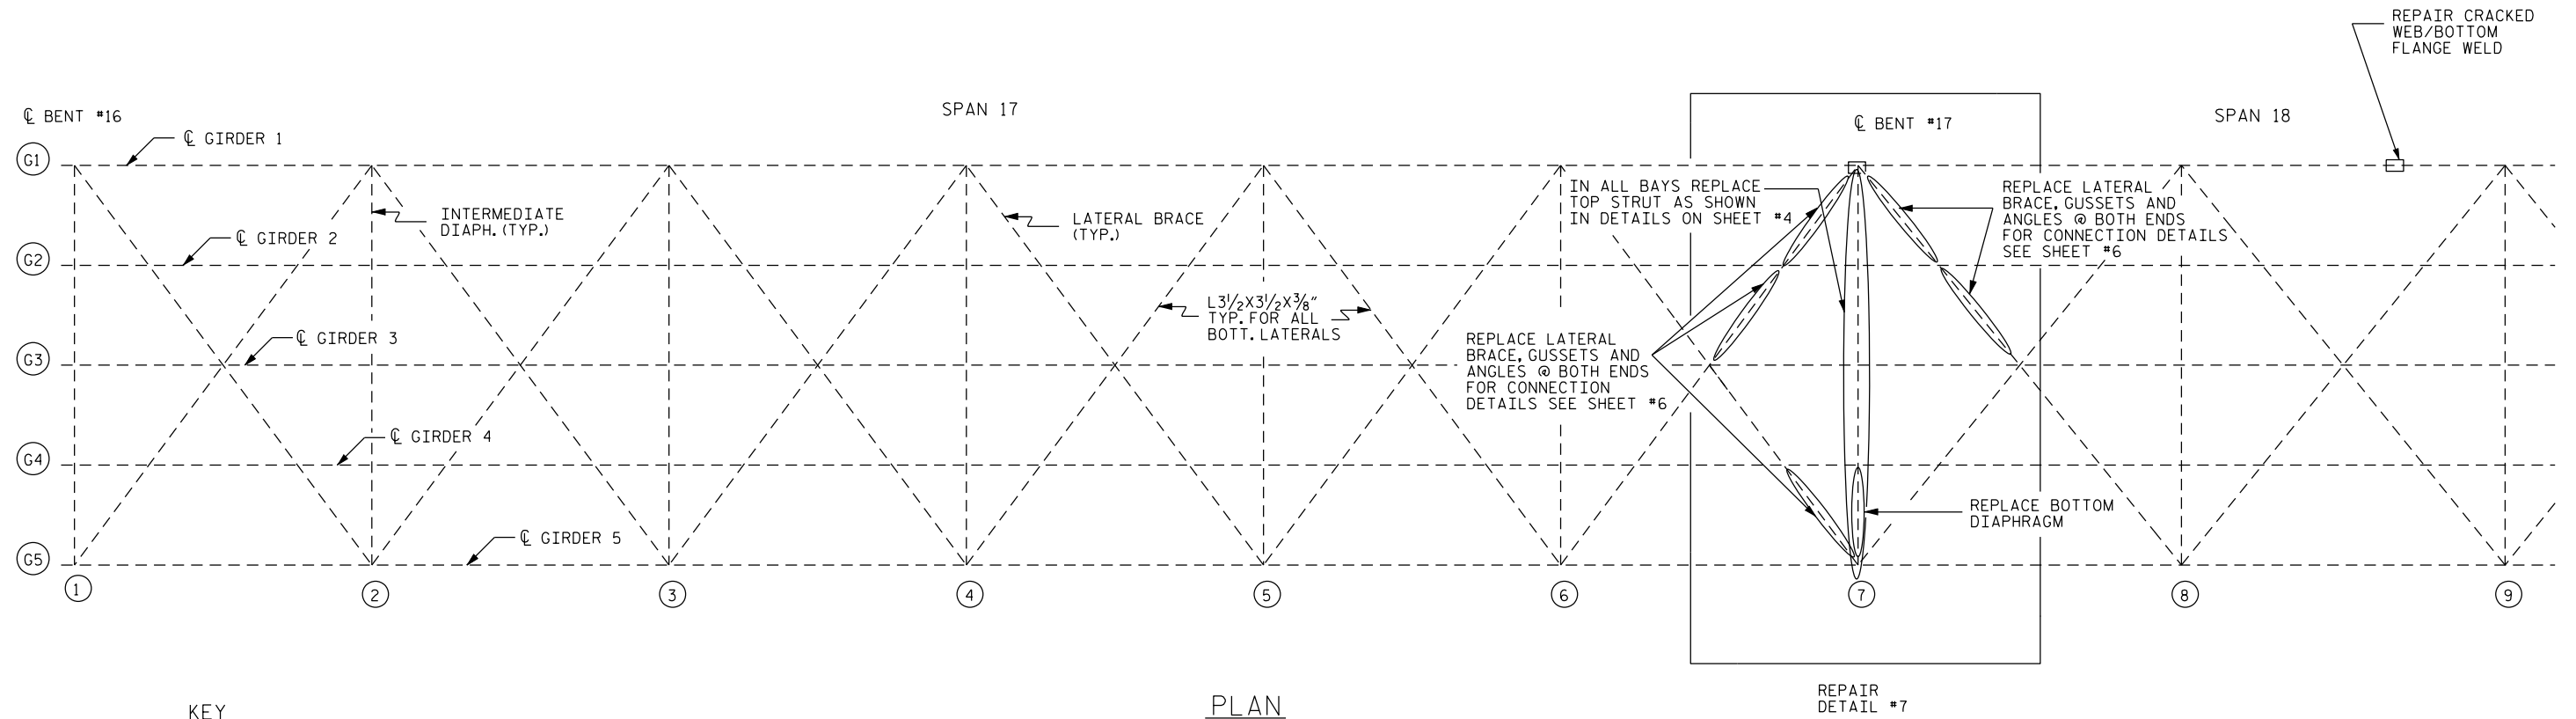 REPAIR CRACKED
WEB/BOTTOM
FLANGE WELD
SPAN 17
SPAN 18
℄ BENT #16
℄ BENT #17
℄ GIRDER 1
G1
IN ALL BAYS REPLACE
TOP STRUT AS SHOWN
IN DETAILS ON SHEET #4
REPLACE LATERAL
BRACE, GUSSETS AND
ANGLES @ BOTH ENDS
FOR CONNECTION DETAILS
SEE SHEET #6
INTERMEDIATE
DIAPH. (TYP.)
LATERAL BRACE
(TYP.)
℄ GIRDER 2
G2
L3½X3½X⅜"
TYP. FOR ALL
BOTT. LATERALS
℄ GIRDER 3
G3
REPLACE LATERAL
BRACE, GUSSETS AND
ANGLES @ BOTH ENDS
FOR CONNECTION
DETAILS SEE SHEET #6
℄ GIRDER 4
G4
REPLACE BOTTOM
DIAPHRAGM
℄ GIRDER 5
G5
1 2 3 4 5 6 7 8 9
REPAIR
DETAIL #7
KEY
PLAN